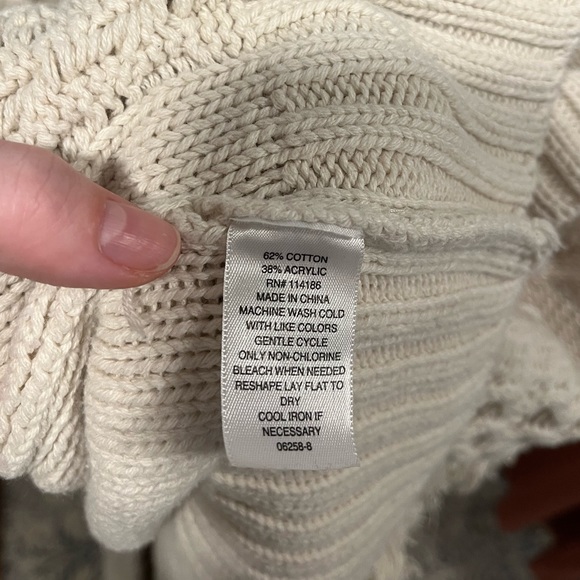 62% COTTON
38% ACRYLIC
RN# 114186
MADE IN CHINA
MACHINE WASH COLD
WITH LIKE COLORS
GENTLE CYCLE
ONLY NON-CHLORINE
BLEACH WHEN NEEDED
RESHAPE LAY FLAT TO
DRY
COOL IRON IF
NECESSARY
06258-8